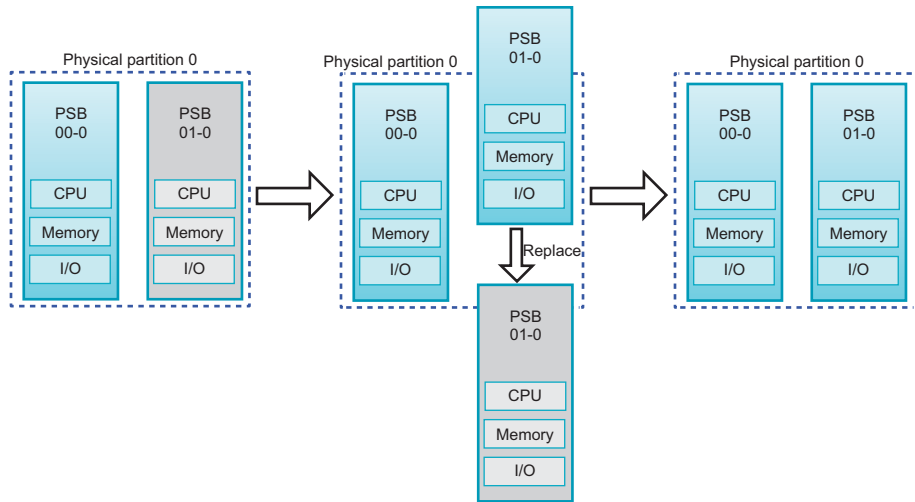 Physical partition 0
PSB
00-0
CPU
Memory
I/O
PSB
01-0
CPU
Memory
I/O
Physical partition 0
PSB
00-0
CPU
Memory
I/O
PSB
01-0
CPU
Memory
I/O
Replace
PSB
01-0
CPU
Memory
I/O
Physical partition 0
PSB
00-0
CPU
Memory
I/O
PSB
01-0
CPU
Memory
I/O